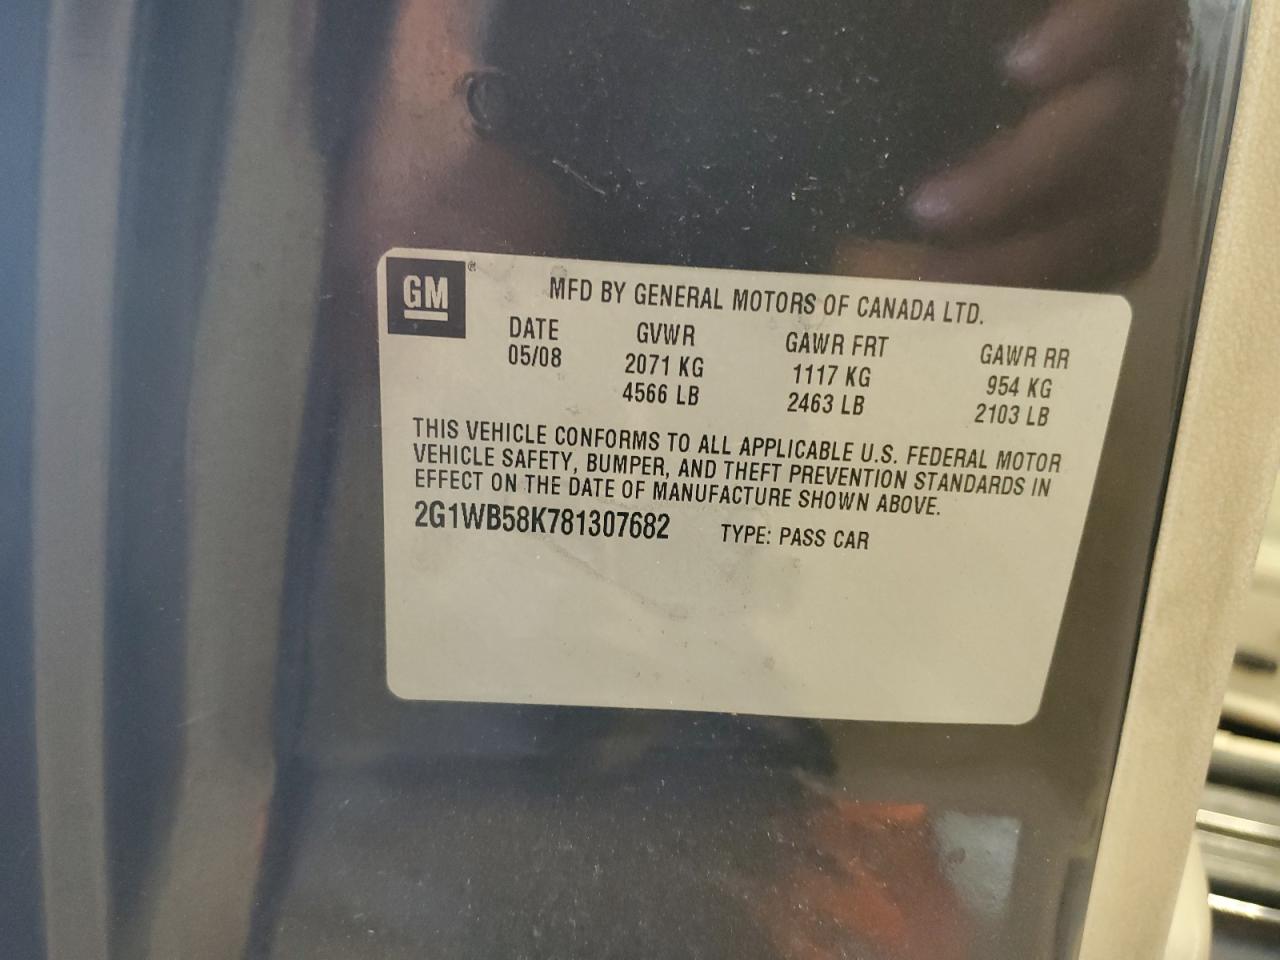 GM®
MFD BY GENERAL MOTORS OF CANADA LTD.
DATE GVWR GAWR FRT GAWR RR
05/08 2071 KG 1117 KG 954 KG
4566 LB 2463 LB 2103 LB
THIS VEHICLE CONFORMS TO ALL APPLICABLE U.S. FEDERAL MOTOR
VEHICLE SAFETY, BUMPER, AND THEFT PREVENTION STANDARDS IN
EFFECT ON THE DATE OF MANUFACTURE SHOWN ABOVE.
2G1WB58K781307682 TYPE: PASS CAR